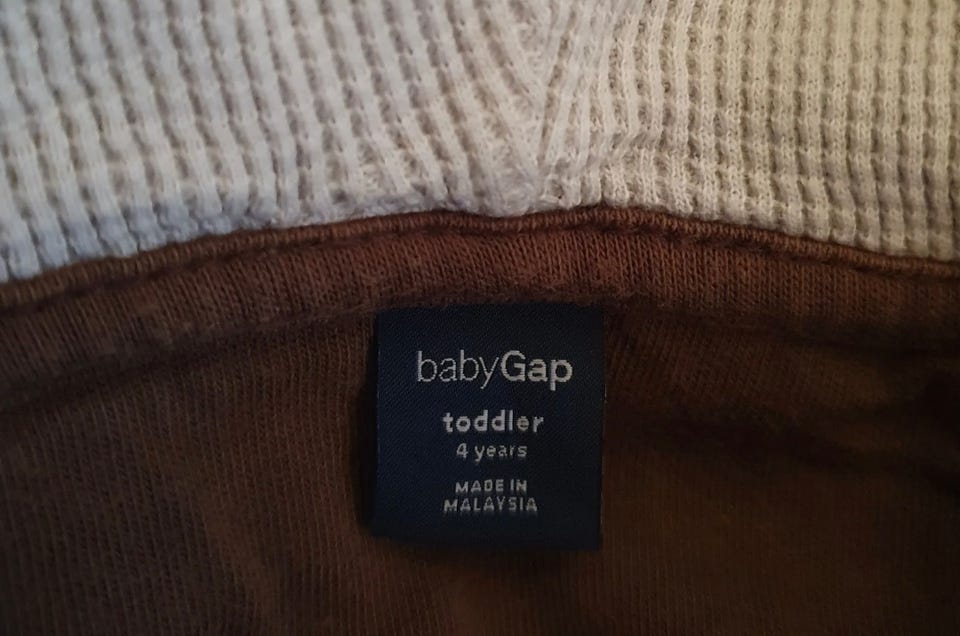 babyGap
toddler
4 years
MADE IN
MALAYSIA